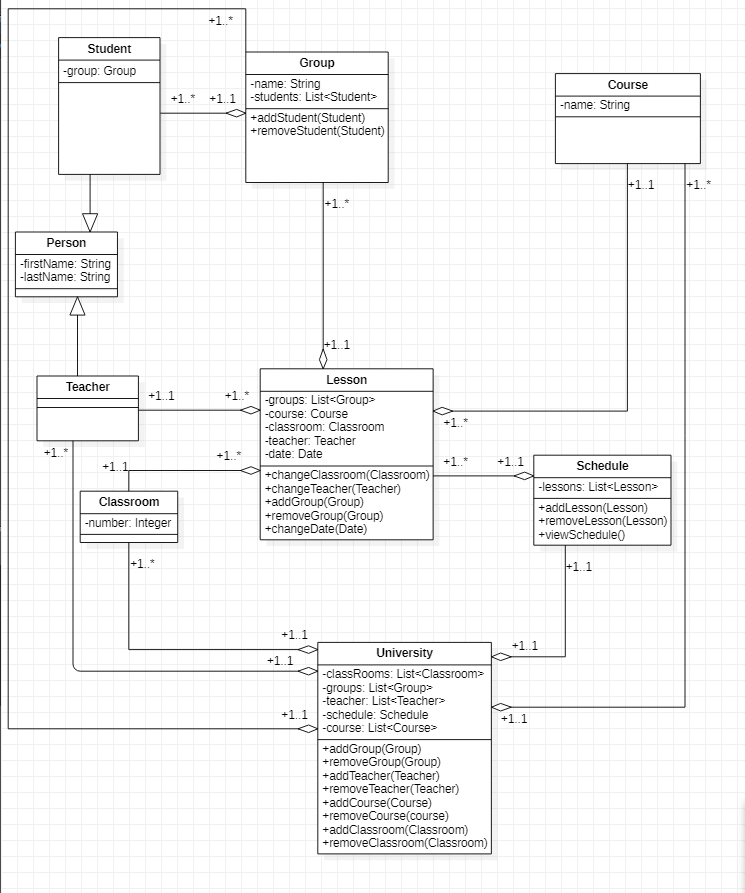 +1..*
Student
-group: Group
+1..*
+1..1
Group
-name: String
-students: List<Student>
+addStudent(Student)
+removeStudent(Student)
Course
-name: String
+1..1
+1..*
+1..*
Person
-firstName: String
-lastName: String
+1..1
Teacher
+1..1
+1..*
Lesson
-groups: List<Group>
-course: Course
-classroom: Classroom
-teacher: Teacher
-date: Date
+changeClassroom(Classroom)
+changeTeacher(Teacher)
+addGroup(Group)
+removeGroup(Group)
+changeDate(Date)
+1..*
+1..*
+1..*
+1..1
+1..*
+1..1
Schedule
-lessons: List<Lesson>
+addLesson(Lesson)
+removeLesson(Lesson)
+viewSchedule()
Classroom
-number: Integer
+1..*
+1..1
+1..1
+1..1
+1..1
+1..1
+1..1
University
-classRooms: List<Classroom>
-groups: List<Group>
-teacher: List<Teacher>
-schedule: Schedule
-course: List<Course>
+addGroup(Group)
+removeGroup(Group)
+addTeacher(Teacher)
+removeTeacher(Teacher)
+addCourse(Course)
+removeCourse(course)
+addClassroom(Classroom)
+removeClassroom(Classroom)